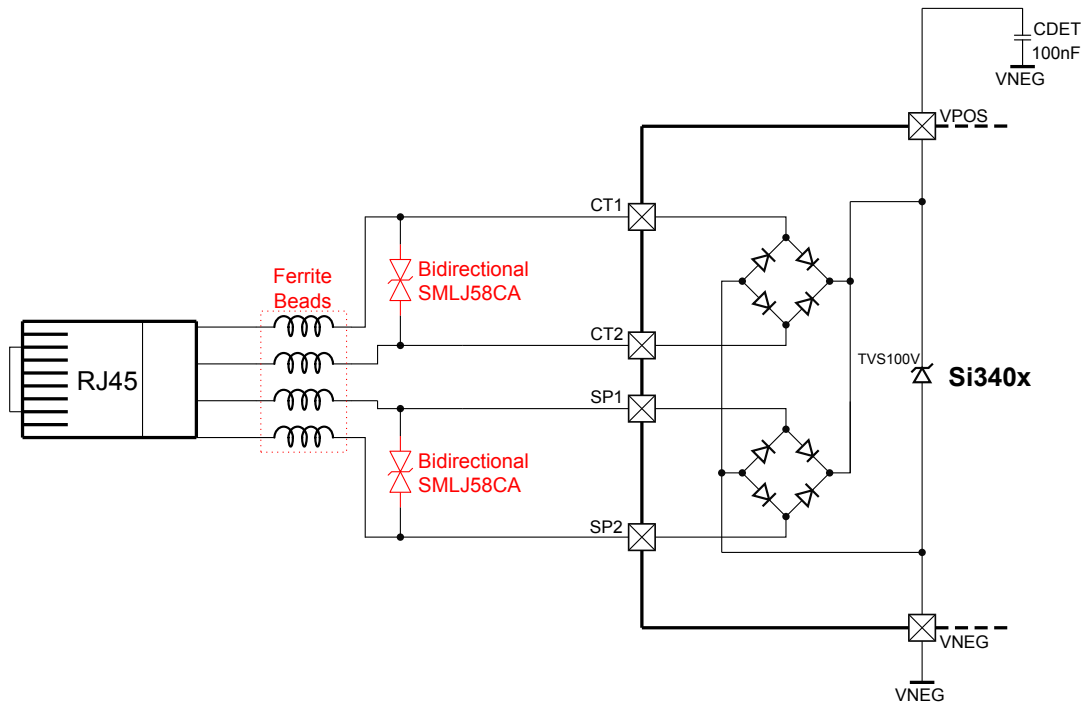 CDET
100nF
VNEG
VPOS
CT1
Bidirectional
SMLJ58CA
Ferrite
Beads
CT2
RJ45
TVS100V
Si340x
SP1
Bidirectional
SMLJ58CA
SP2
VNEG
VNEG